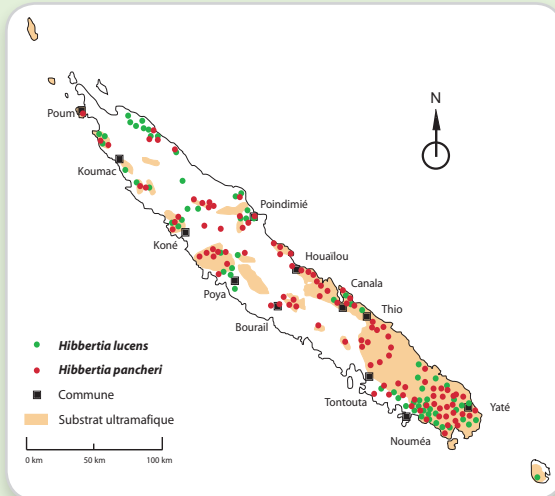 N
Poum
Koumac
Poindimié
Koné
Houaïlou
Canala
Poya
Thio
Bourail
Hibbertia lucens
Hibbertia pancheri
Commune
Substrat ultramafique
Tontouta
Yaté
Nouméa
0 km 50 km 100 km